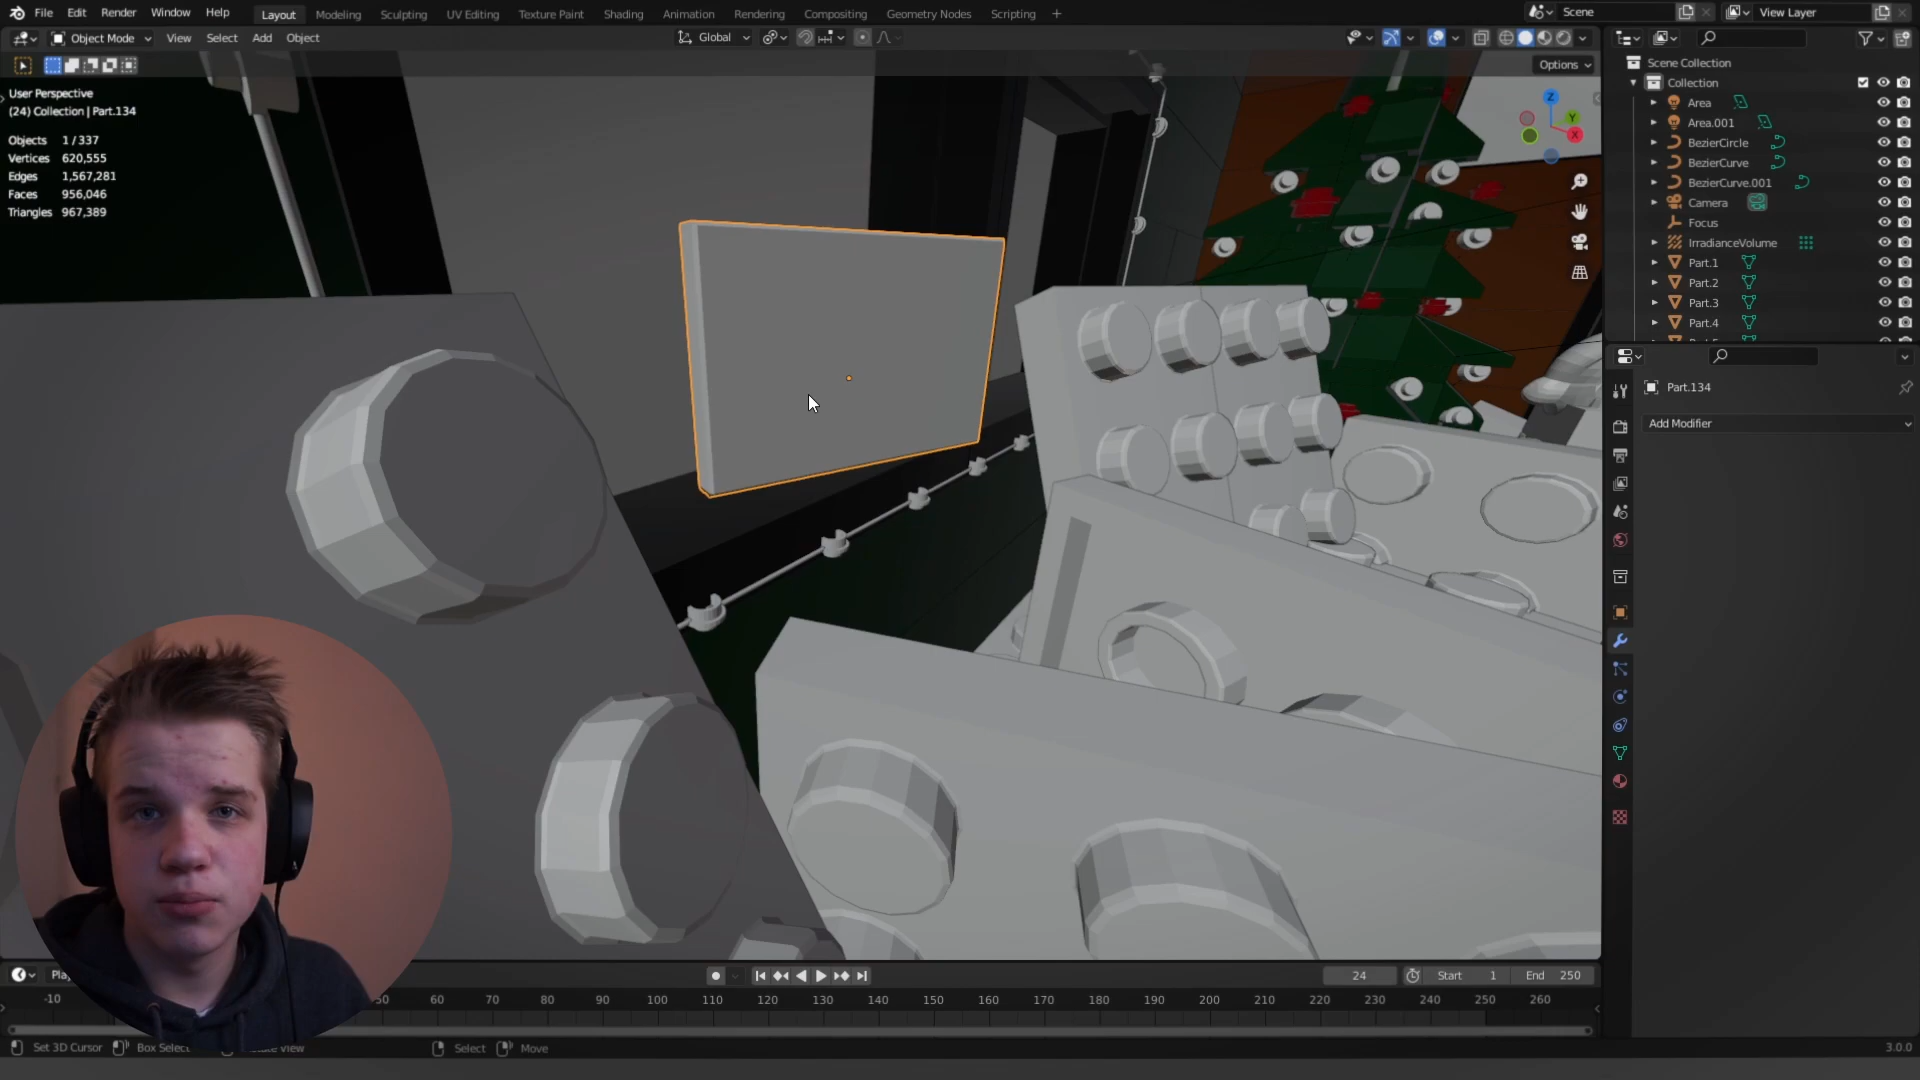 File Edit Render Window Help Layout Modeling Sculpting UV Editing Texture Paint Shading Animation Rendering Compositing Geometry Nodes Scripting + Scene View Layer
Object Mode View Select Add Object Global
Options
User Perspective
(24) Collection | Part.134
Objects 1 / 337
Vertices 620,555
Edges 1,567,281
Faces 956,046
Triangles 967,389
Z
Y
X
Scene Collection
Collection
Area
Area.001
BezierCircle
BezierCurve
BezierCurve.001
Camera
Focus
IrradianceVolume
Part.1
Part.2
Part.3
Part.4
Part.134
Add Modifier
24 Start 1 End 250
-10 60 70 80 90 100 110 120 130 140 150 160 170 180 190 200 210 220 230 240 250 260
Set 3D Cursor Box Select Rotate View Select Move 3.0.0